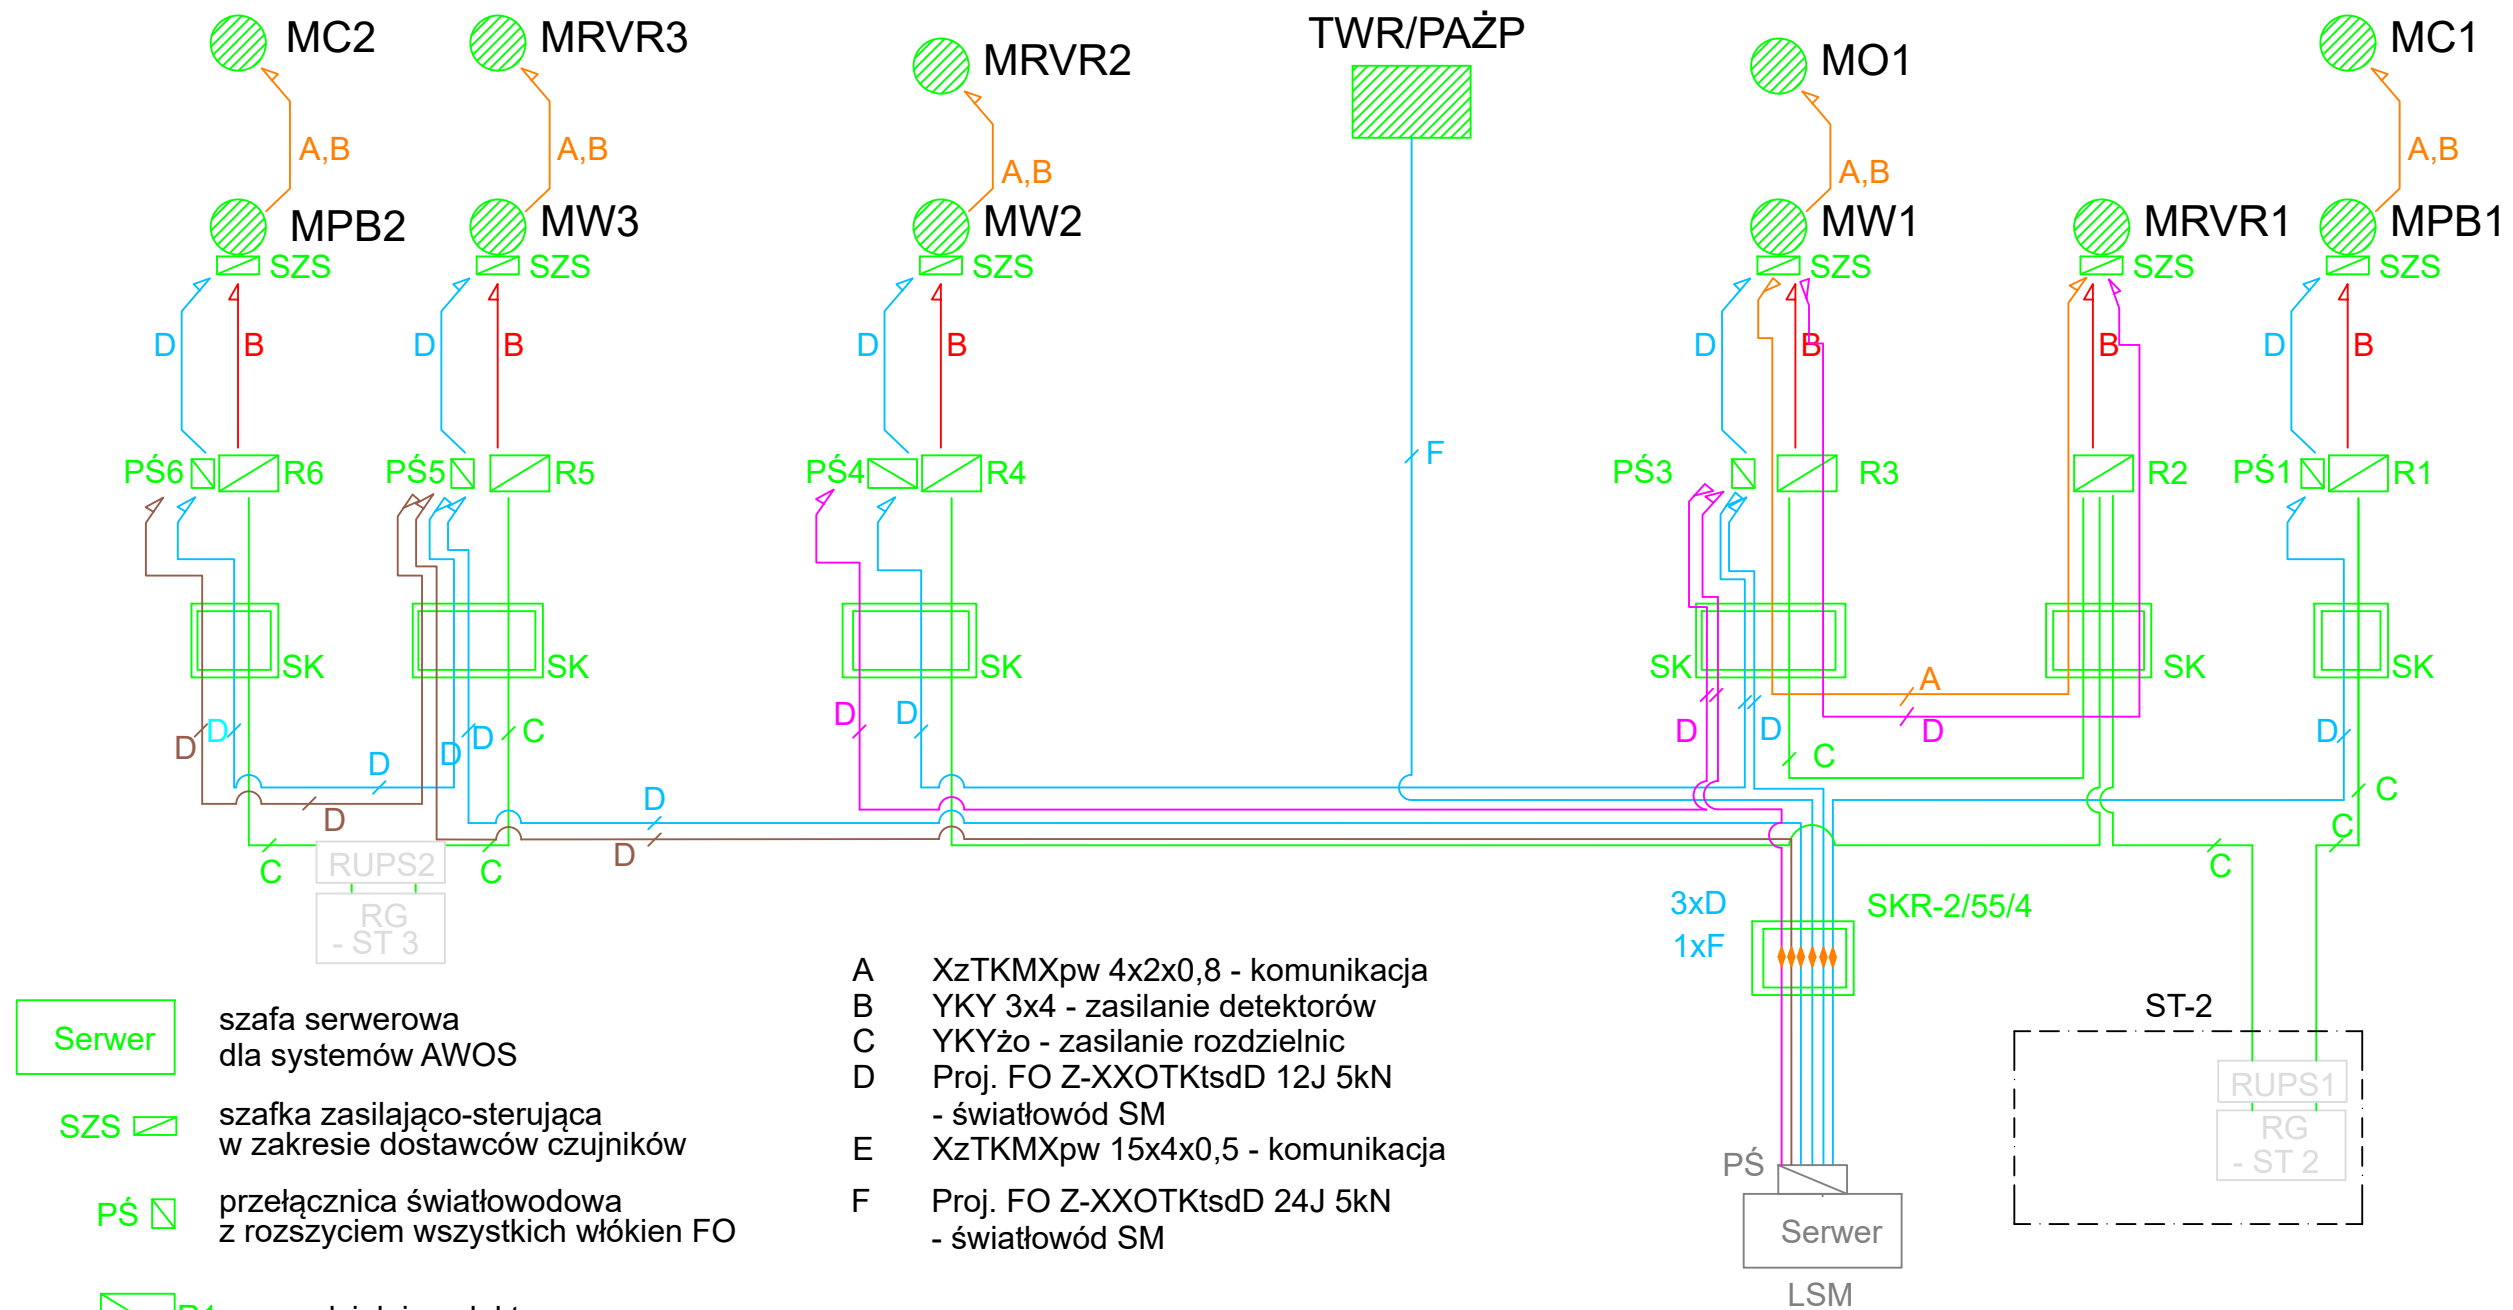 MC2
MRVR3
MRVR2
TWR/PAŻP
MO1
MC1
A,B
A,B
A,B
A,B
A,B
MPB2
MW3
MW2
MW1
MRVR1
MPB1
SZS
SZS
SZS
SZS
SZS
SZS
D
B
D
B
D
B
D
B
B
D
B
F
PŚ6
R6
PŚ5
R5
PŚ4
R4
PŚ3
R3
R2
PŚ1
R1
SK
SK
SK
SK
SK
SK
A
D
D
D
D
C
D
D
D
D
D
D
C
D
D
D
D
C
C
C
C
C
C
RUPS2
RG
- ST 3
3xD
1xF
SKR-2/55/4
Serwer
szafa serwerowa
dla systemów AWOS
SZS
szafka zasilająco-sterująca
w zakresie dostawców czujników
PŚ
przełącznica światłowodowa
z rozszyciem wszystkich włókien FO
A XzTKMXpw 4x2x0,8 - komunikacja
B YKY 3x4 - zasilanie detektorów
C YKYżo - zasilanie rozdzielnic
D Proj. FO Z-XXOTKtsdD 12J 5kN
- światłowód SM
E XzTKMXpw 15x4x0,5 - komunikacja
F Proj. FO Z-XXOTKtsdD 24J 5kN
- światłowód SM
ST-2
RUPS1
RG
- ST 2
PŚ
Serwer
LSM